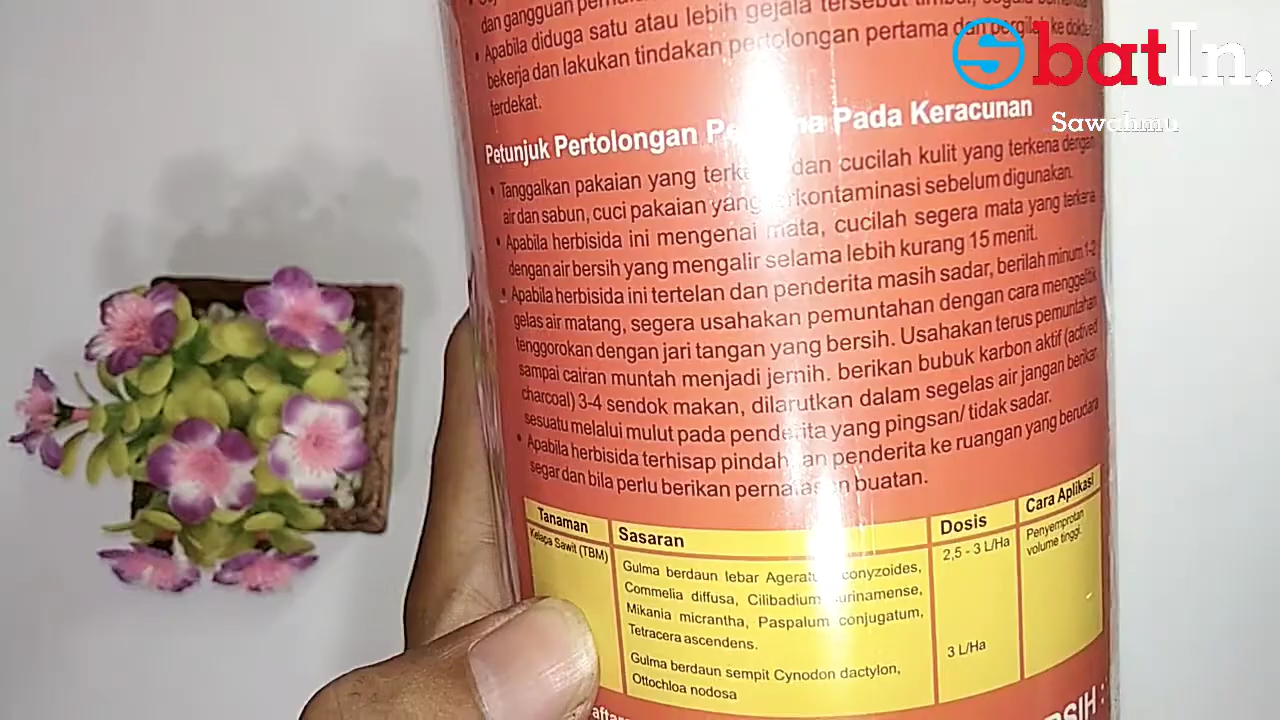 dan gangguan
• Apabila diduga satu atau lebih gejala tersebut timbul, segera
bekerja dan lakukan tindakan pertolongan pertama dan pergilah ke dokter
terdekat.
SbatIn.
Sawahmu
Petunjuk Pertolongan Pada Keracunan
• Tanggalkan pakaian yang dan cucilah kulit yang terkena dengan
air dan sabun, cuci pakaian yang sebelum digunakan.
• Apabila herbisida ini mengenai mata, cucilah segera mata yang terkena
dengan air bersih yang mengalir selama lebih kurang 15 menit.
• Apabila herbisida ini tertelan dan penderita masih sadar, berilah minum 1-2
gelas air matang, segera usahakan pemuntahan dengan cara menggelitik
tenggorokan dengan jari tangan yang bersih. Usahakan terus pemuntahan
sampai cairan muntah menjadi jernih. berikan bubuk karbon aktif (actived
charcoal) 3-4 sendok makan, dilarutkan dalam segelas air jangan berikan
sesuatu melalui mulut pada penderita yang pingsan/ tidak sadar.
• Apabila herbisida terhisap penderita ke ruangan yang berudara
segar dan bila perlu berikan pernafasan buatan.
Tanaman Sasaran Dosis Cara Aplikasi
Kelapa Sawit (TBM) Gulma berdaun lebar conyzoides, 2,5 - 3 L/Ha Penyemprotan
Commelia diffusa, Cilibadium volume tinggi.
Mikania micrantha, Paspalum conjugatum,
Tetracera ascendens.
Gulma berdaun sempit Cynodon dactylon, 3 L/Ha
Ottochloa nodosa